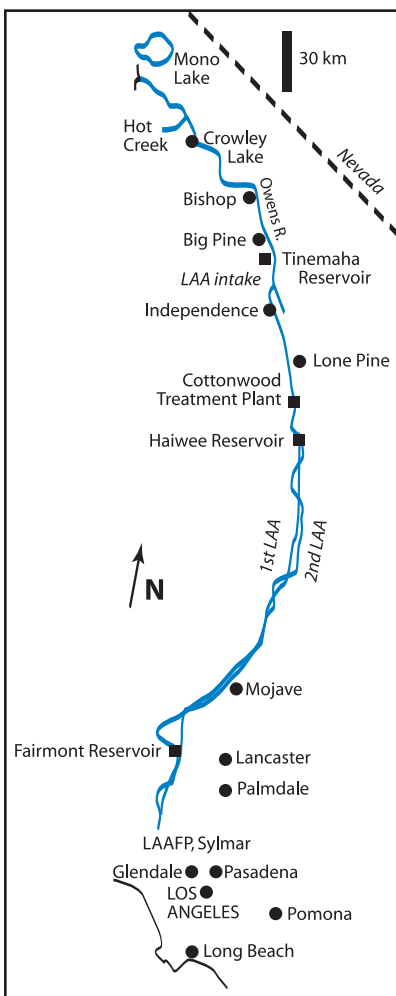 Mono
Lake
30 km
Nevada
Hot
Creek
Crowley
Lake
Owens R.
Bishop
Big Pine
Tinemaha
Reservoir
LAA intake
Independence
Lone Pine
Cottonwood
Treatment Plant
Haiwee Reservoir
1st LAA
2nd LAA
N
Mojave
Fairmont Reservoir
Lancaster
Palmdale
LAAFP, Sylmar
Glendale
Pasadena
LOS
ANGELES
Pomona
Long Beach